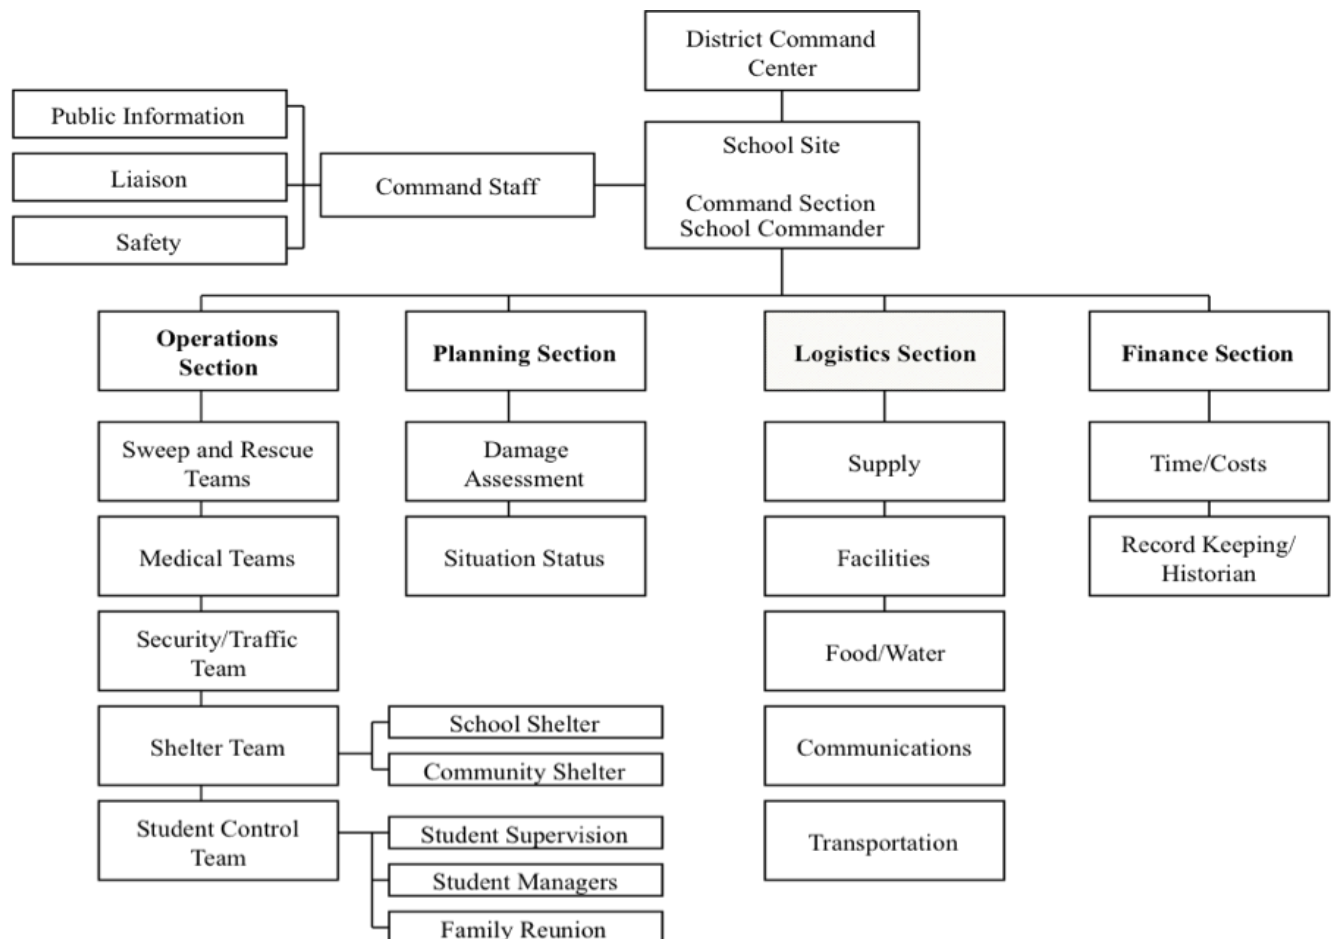 District Command
Center
Public Information
Liaison
Safety
Command Staff
School Site
Command Section
School Commander
Operations
Section
Planning Section
Logistics Section
Finance Section
Sweep and Rescue
Teams
Damage
Assessment
Supply
Time/Costs
Medical Teams
Situation Status
Facilities
Record Keeping/
Historian
Security/Traffic
Team
Food/Water
Shelter Team
School Shelter
Community Shelter
Communications
Student Control
Team
Student Supervision
Student Managers
Family Reunion
Transportation